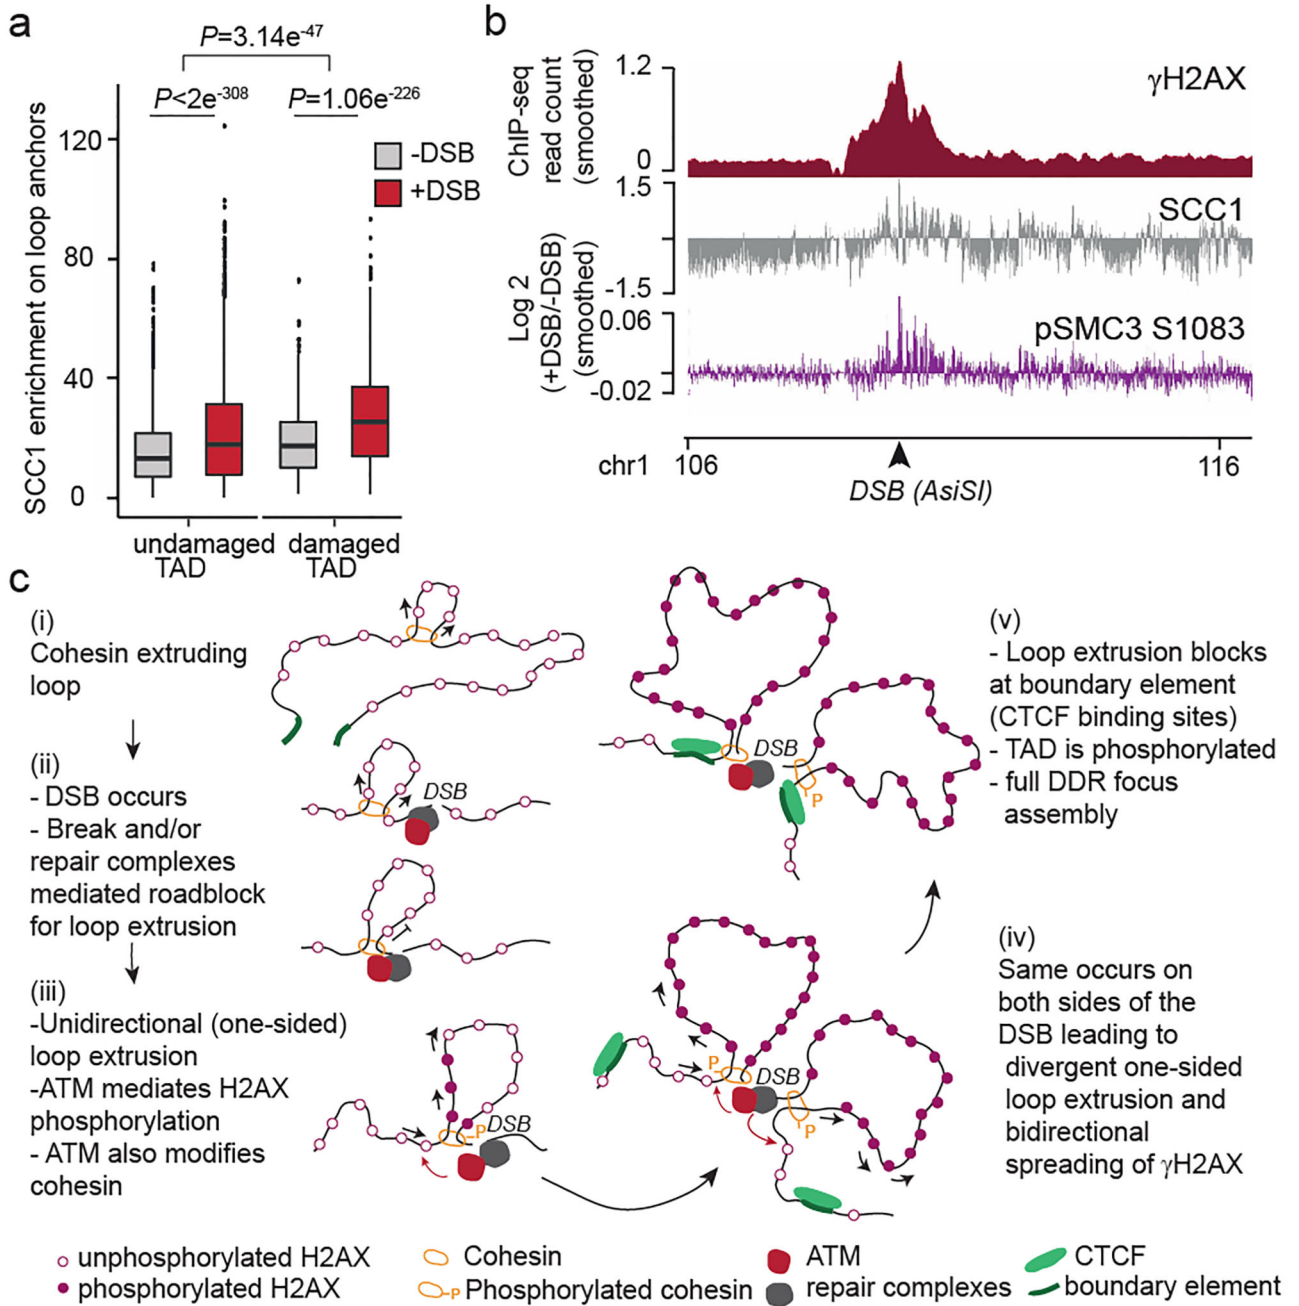 a
P=3.14e-47
P<2e-308
P=1.06e-226
SCC1 enrichment on loop anchors
120
80
40
0
-DSB
+DSB
undamaged
TAD
damaged
TAD
b
ChIP-seq
read count
(smoothed)
1.2
0
γH2AX
Log 2
(+DSB/-DSB)
(smoothed)
1.5
-1.5
SCC1
0.06
-0.02
pSMC3 S1083
chr1
106
116
DSB (AsiSI)
c
(i)
Cohesin extruding
loop
(ii)
- DSB occurs
- Break and/or
repair complexes
mediated roadblock
for loop extrusion
DSB
(iii)
-Unidirectional (one-sided)
loop extrusion
-ATM mediates H2AX
phosphorylation
- ATM also modifies
cohesin
P
DSB
(v)
- Loop extrusion blocks
at boundary element
(CTCF binding sites)
- TAD is phosphorylated
- full DDR focus
assembly
DSB
P
(iv)
Same occurs on
both sides of the
DSB leading to
divergent one-sided
loop extrusion and
bidirectional
spreading of γH2AX
P
DSB
P
unphosphorylated H2AX
phosphorylated H2AX
Cohesin
P
Phosphorylated cohesin
ATM
repair complexes
CTCF
boundary element